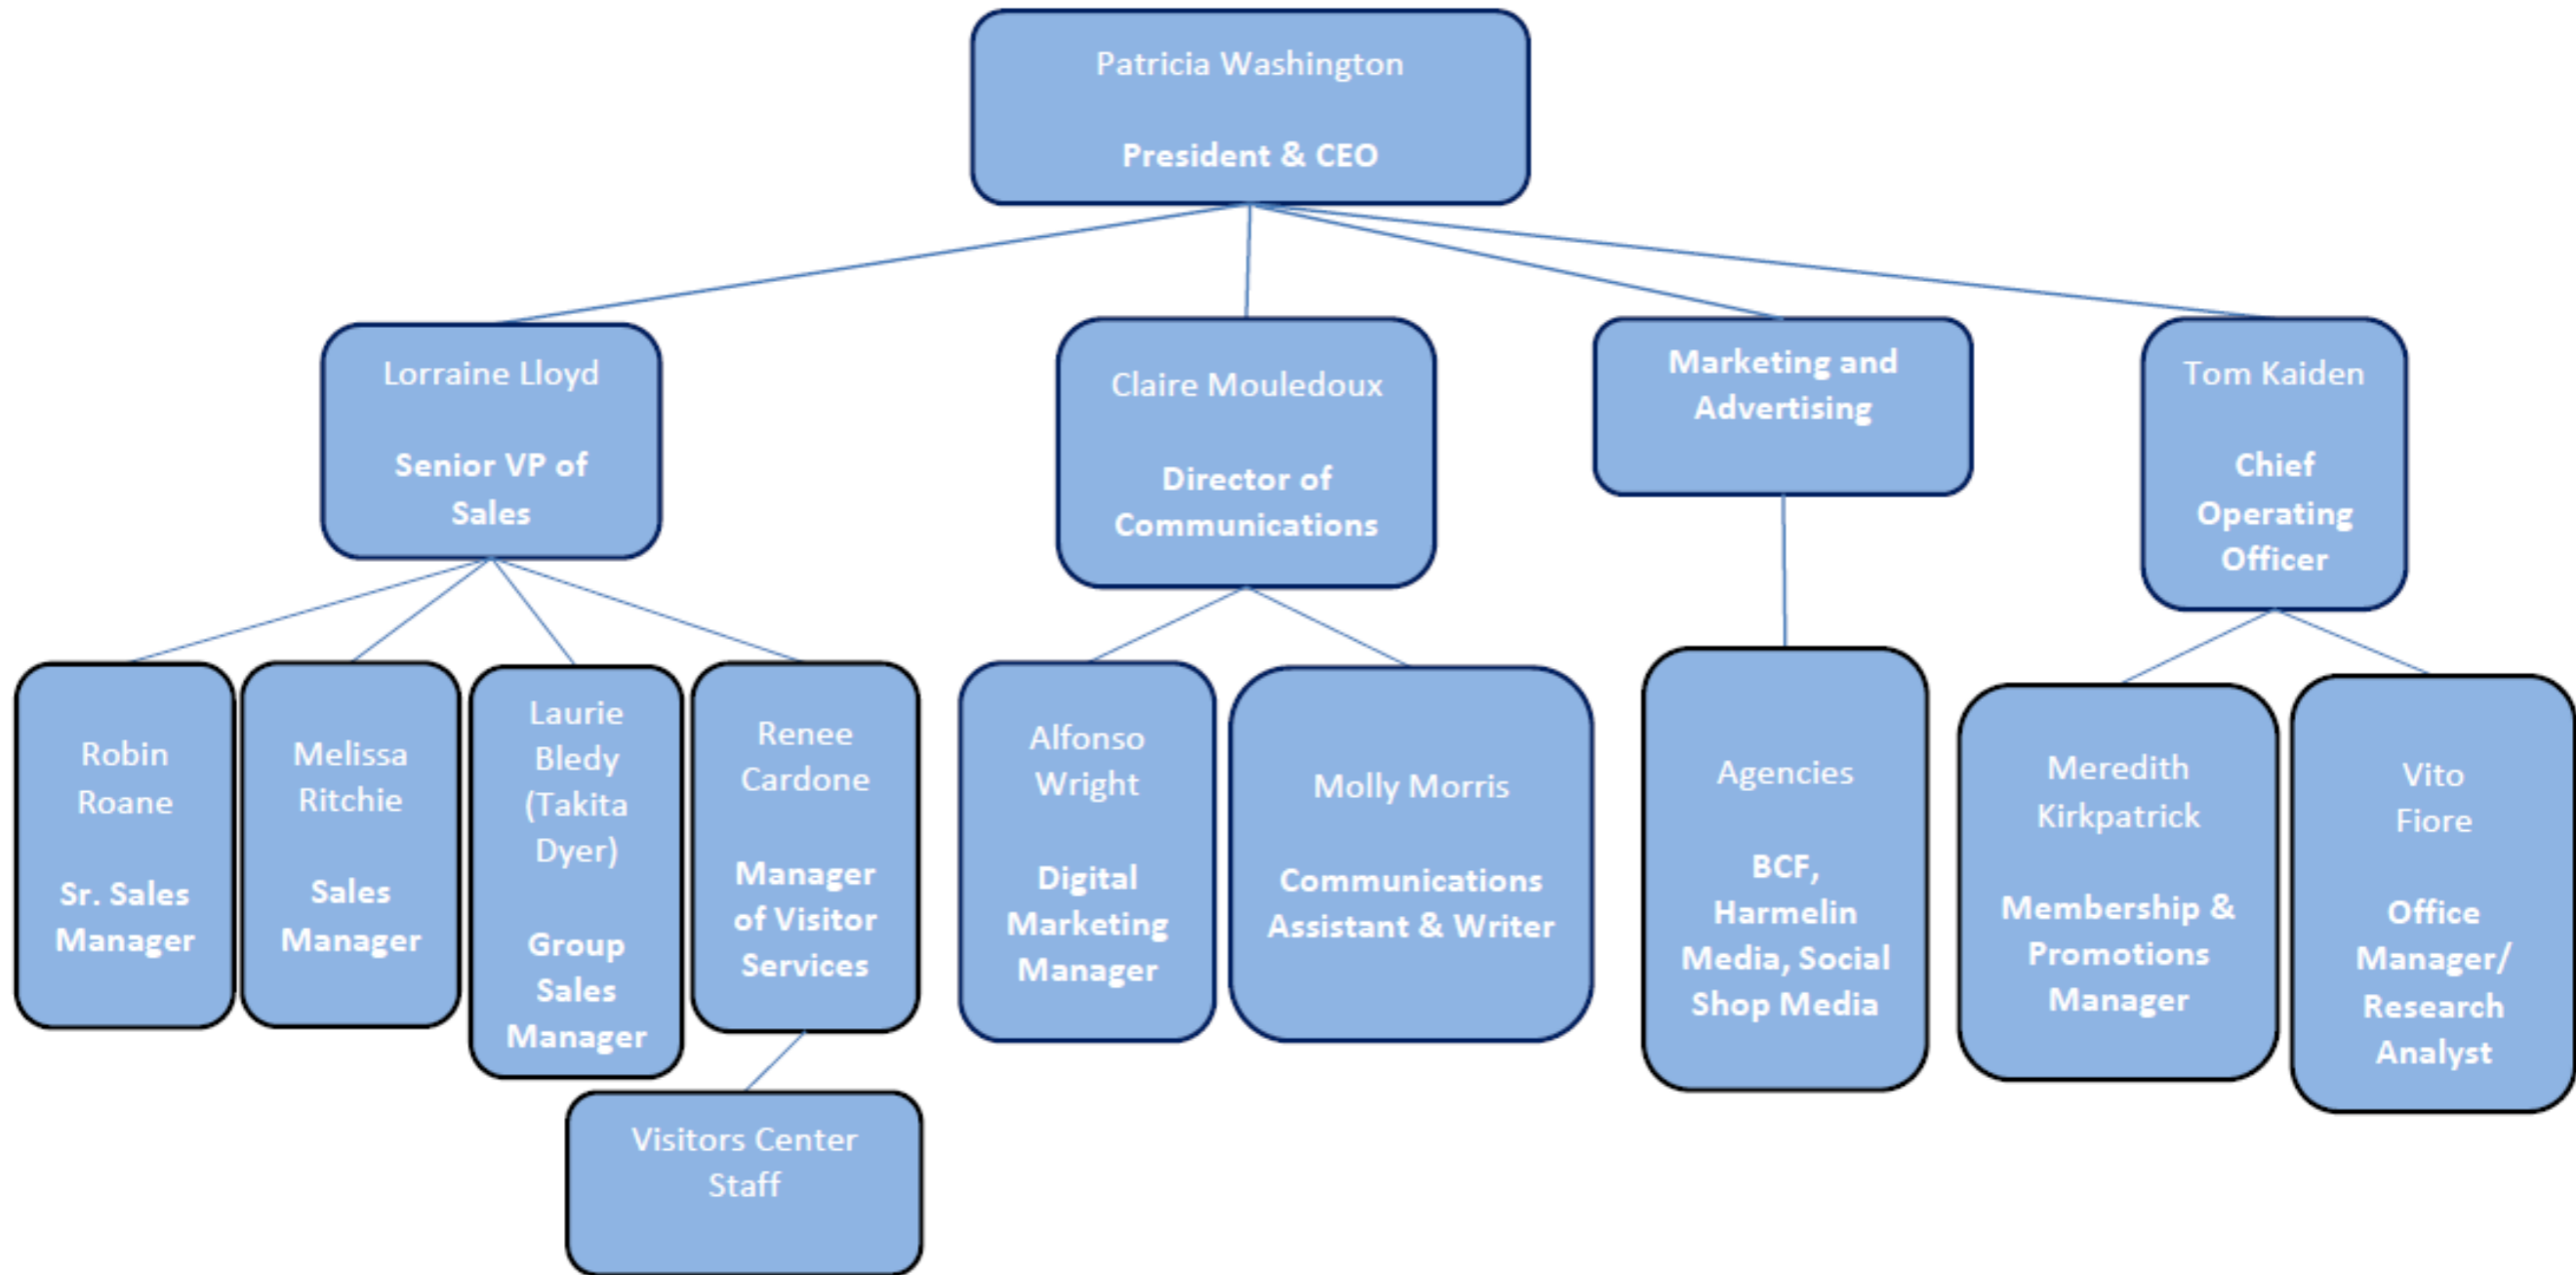 Patricia Washington
President & CEO
Lorraine Lloyd
Senior VP of
Sales
Claire Mouledoux
Director of
Communications
Marketing and
Advertising
Tom Kaiden
Chief
Operating
Officer
Robin
Roane
Sr. Sales
Manager
Melissa
Ritchie
Sales
Manager
Laurie
Bledy
(Takita
Dyer)
Group
Sales
Manager
Renee
Cardone
Manager
of Visitor
Services
Alfonso
Wright
Digital
Marketing
Manager
Molly Morris
Communications
Assistant & Writer
Agencies
BCF,
Harmelin
Media, Social
Shop Media
Meredith
Kirkpatrick
Membership &
Promotions
Manager
Vito
Fiore
Office
Manager/
Research
Analyst
Visitors Center
Staff